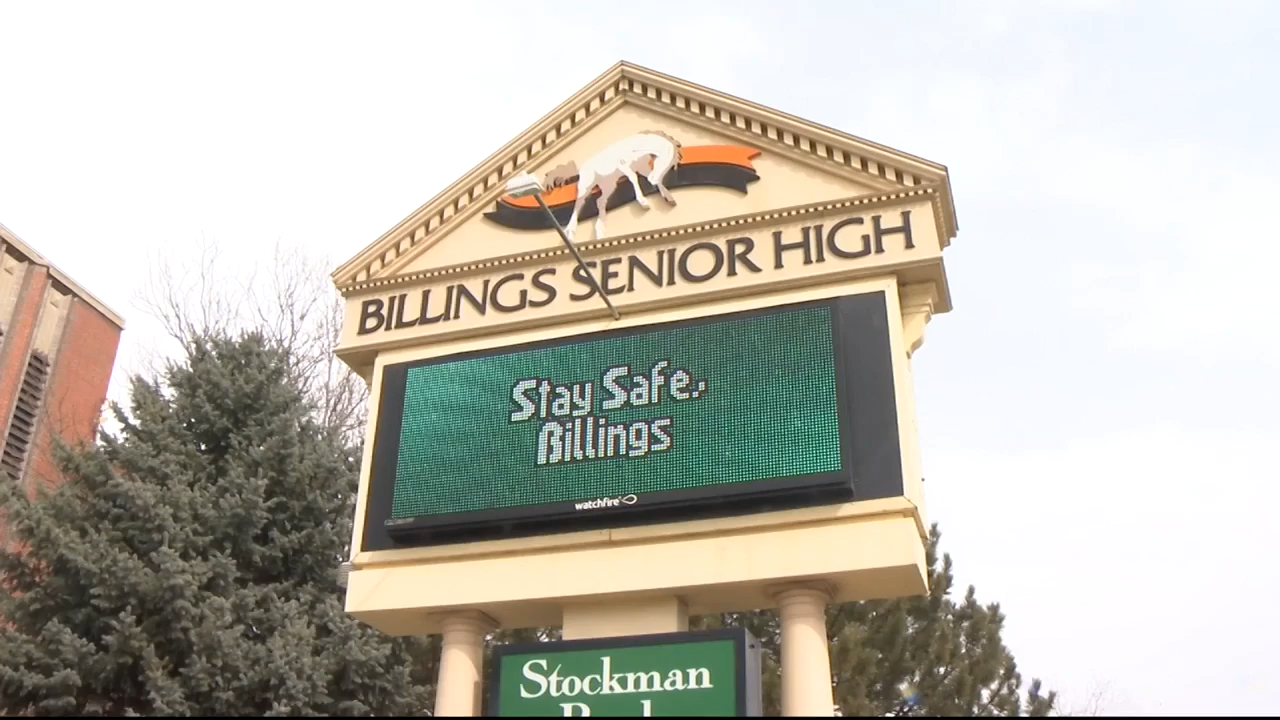 BILLINGS SENIOR HIGH
Stay Safe,
Billings
watchfire
Stockman